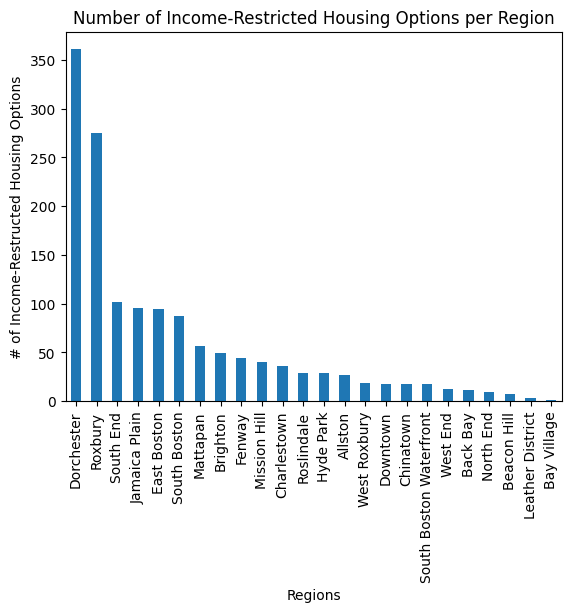 Number of Income-Restricted Housing Options per Region
# of Income-Restructed Housing Options
350
300
250
200
150
100
50
0
Dorchester
Roxbury
South End
Jamaica Plain
East Boston
South Boston
Mattapan
Brighton
Fenway
Mission Hill
Charlestown
Roslindale
Hyde Park
Allston
West Roxbury
Downtown
Chinatown
South Boston Waterfront
West End
Back Bay
North End
Beacon Hill
Leather District
Bay Village
Regions